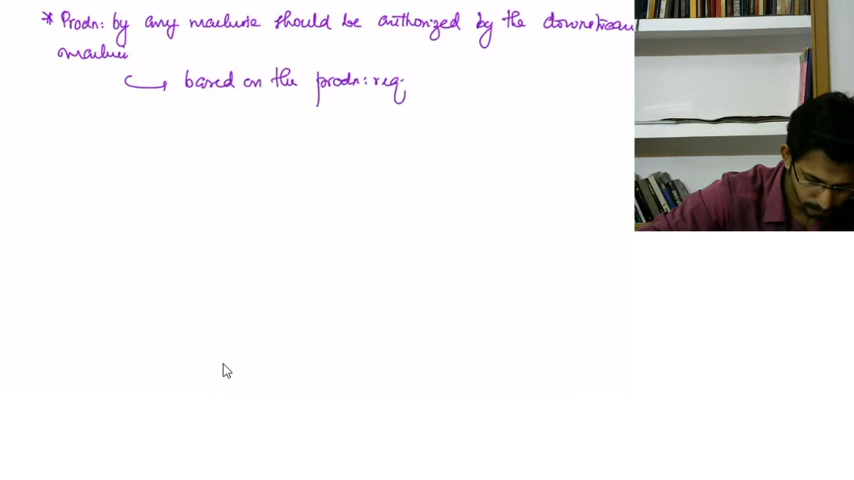 * Prodn: by any machine should be authorized by the downstream
machine
based on the prodn: req.